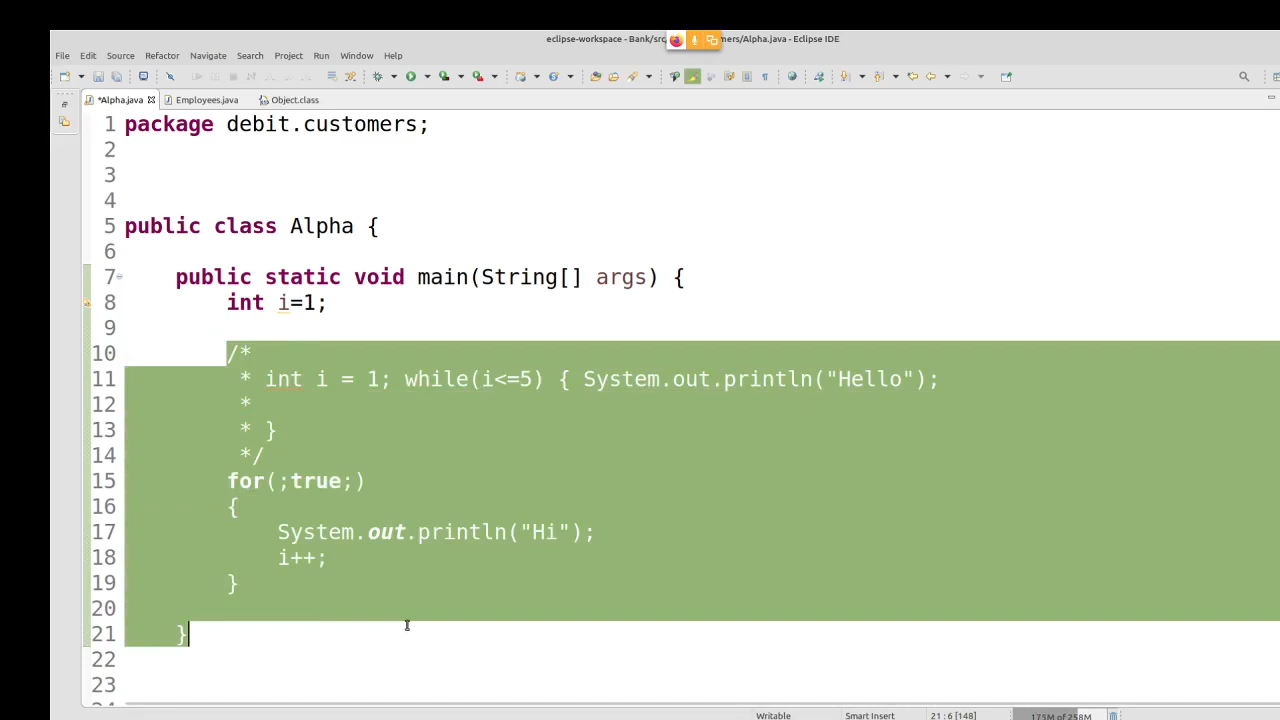 eclipse-workspace - Bank/src mers/Alpha.java - Eclipse IDE
File Edit Source Refactor Navigate Search Project Run Window Help
*Alpha.java Employees.java Object.class
1 package debit.customers;
2
3
4
5 public class Alpha {
6
7 public static void main(String[] args) {
8 int i=1;
9
10 /*
11 * int i = 1; while(i<=5) { System.out.println("Hello");
12 *
13 * }
14 */
15 for(;true;)
16 {
17 System.out.println("Hi");
18 i++;
19 }
20
21 }
22
23
Writable Smart Insert 21 : 6 [148] 175M of 258M